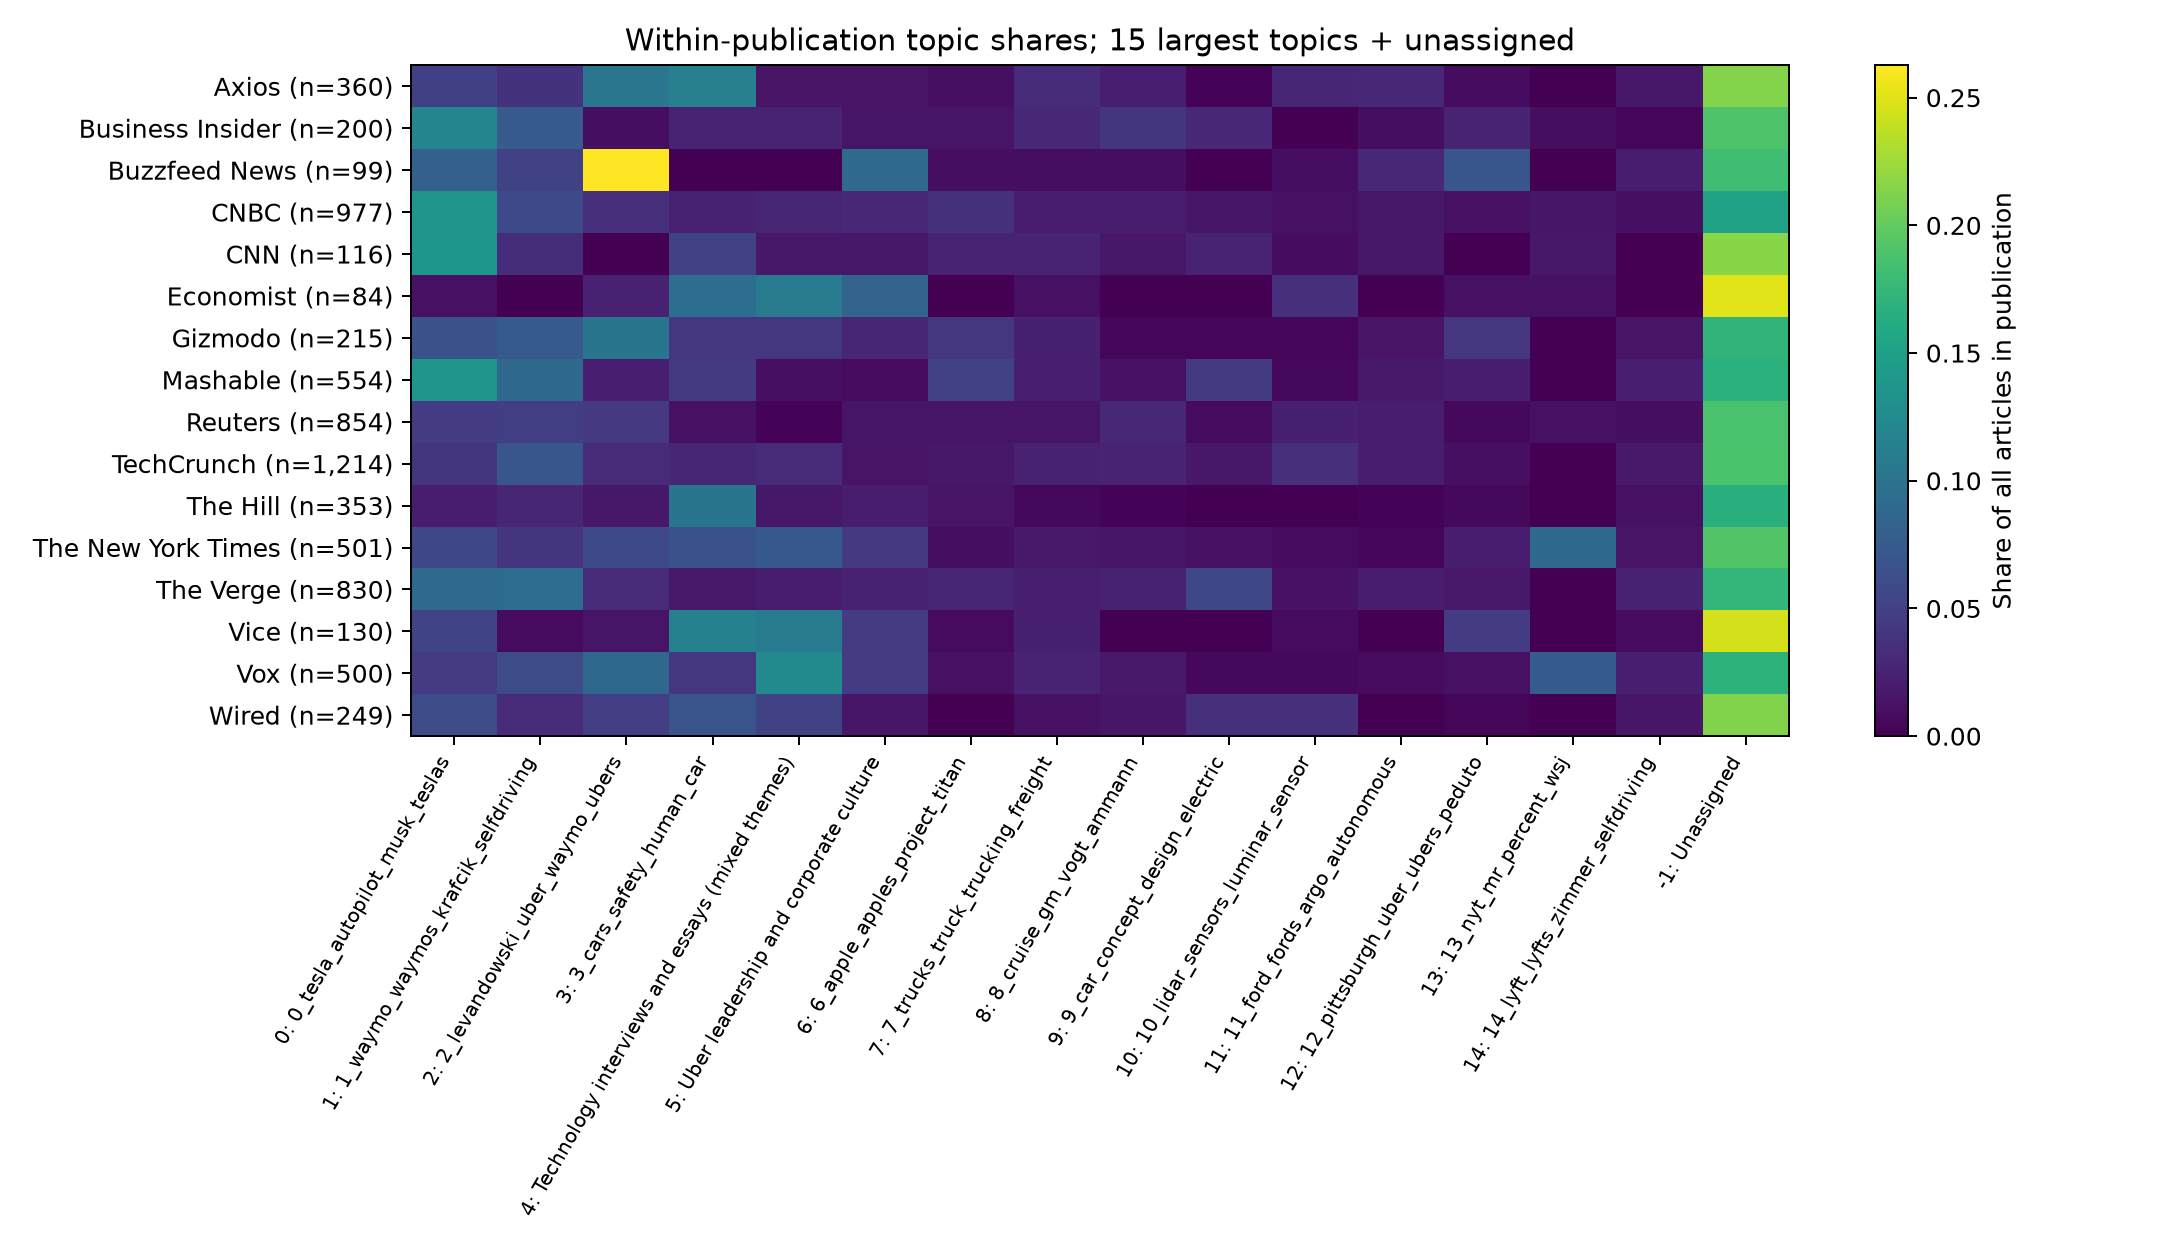 Within-publication topic shares; 15 largest topics + unassigned
Axios (n=360)
Business Insider (n=200)
Buzzfeed News (n=99)
CNBC (n=977)
CNN (n=116)
Economist (n=84)
Gizmodo (n=215)
Mashable (n=554)
Reuters (n=854)
TechCrunch (n=1,214)
The Hill (n=353)
The New York Times (n=501)
The Verge (n=830)
Vice (n=130)
Vox (n=500)
Wired (n=249)
0: 0_tesla_autopilot_musk_teslas
1: 1_waymo_waymos_krafcik_selfdriving
2: 2_levandowski_uber_waymo_ubers
3: 3_cars_safety_human_car
4: Technology interviews and essays (mixed themes)
5: Uber leadership and corporate culture
6: 6_apple_apples_project_titan
7: 7_trucks_truck_trucking_freight
8: 8_cruise_gm_vogt_ammann
9: 9_car_concept_design_electric
10: 10_lidar_sensors_luminar_sensor
11: 11_ford_fords_argo_autonomous
12: 12_pittsburgh_uber_ubers_peduto
13: 13_nyt_mr_percent_wsj
14: 14_lyft_lyfts_zimmer_selfdriving
-1: Unassigned
0.25
0.20
0.15
0.10
0.05
0.00
Share of all articles in publication